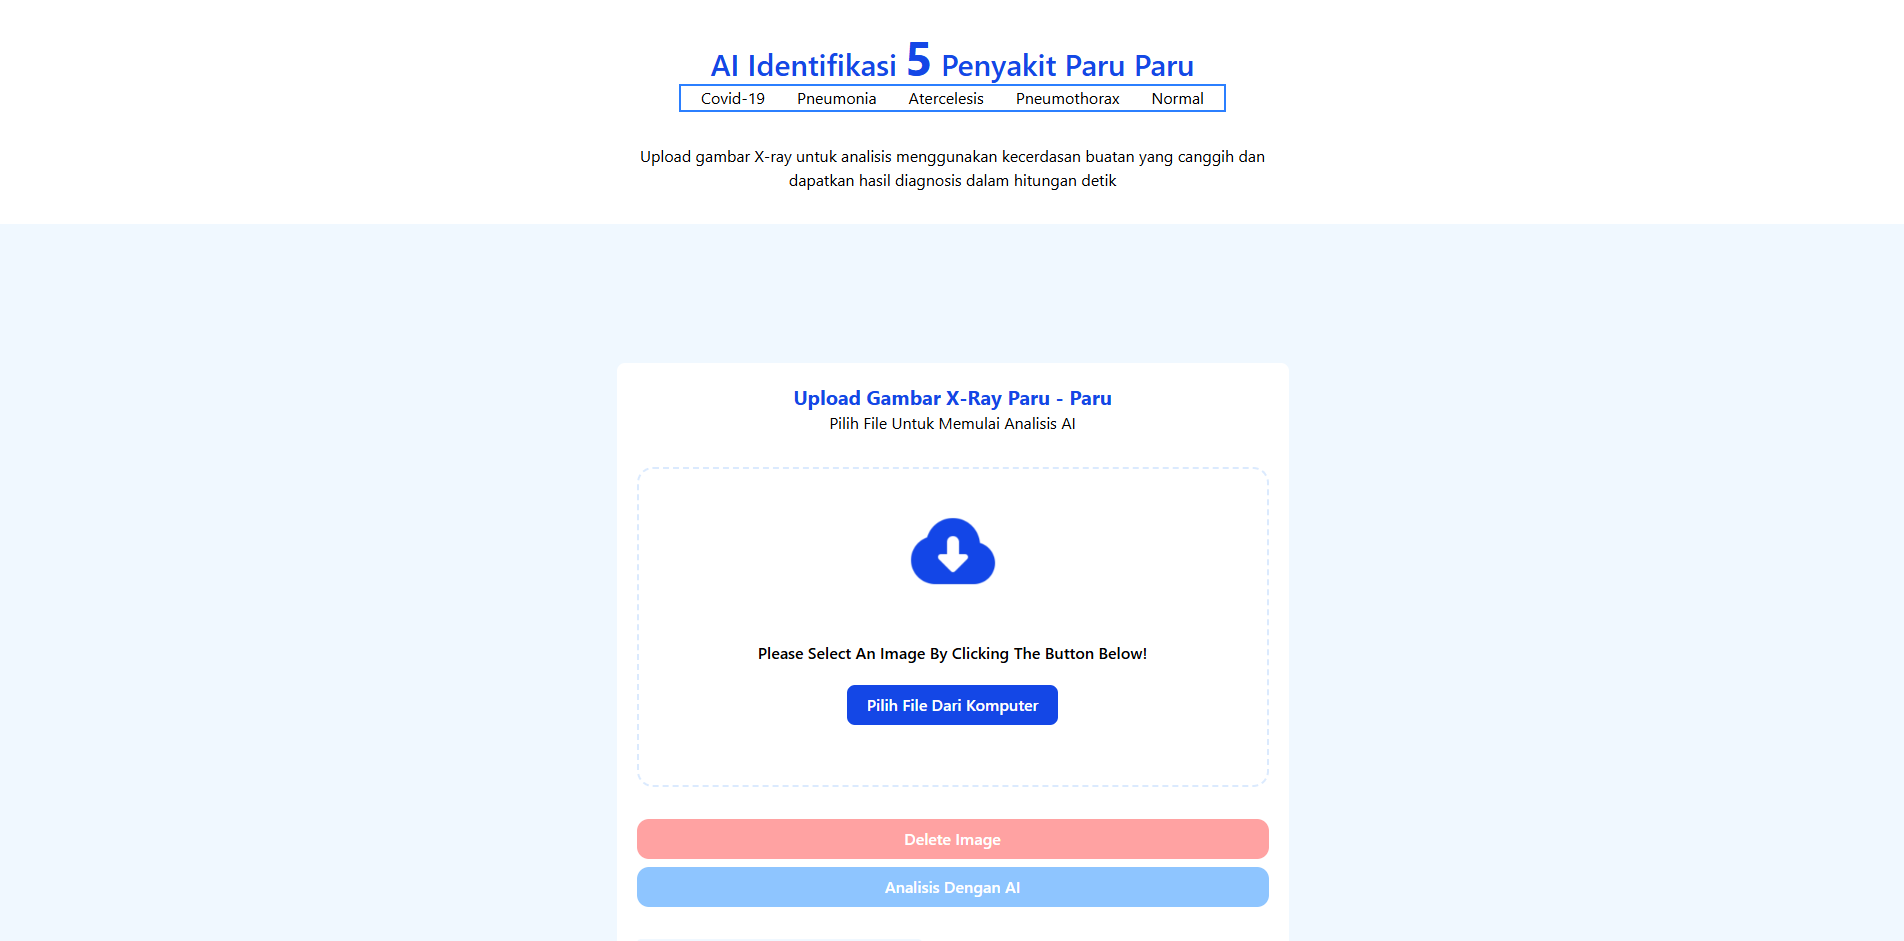 AI Identifikasi 5 Penyakit Paru Paru
Covid-19 Pneumonia Atercelesis Pneumothorax Normal
Upload gambar X-ray untuk analisis menggunakan kecerdasan buatan yang canggih dan
dapatkan hasil diagnosis dalam hitungan detik
Upload Gambar X-Ray Paru - Paru
Pilih File Untuk Memulai Analisis AI
Please Select An Image By Clicking The Button Below!
Pilih File Dari Komputer
Delete Image
Analisis Dengan AI